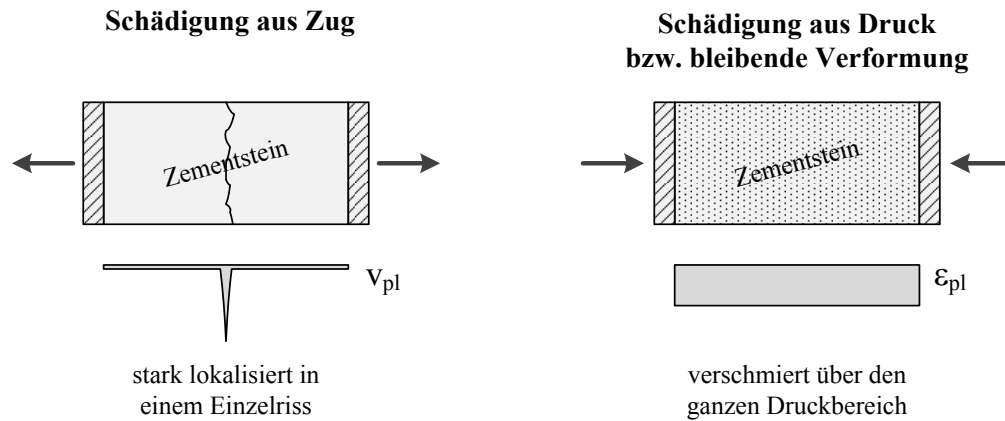 Schädigung aus Zug
Zementstein
v_pl
stark lokalisiert in
einem Einzelriss
Schädigung aus Druck
bzw. bleibende Verformung
Zementstein
ε_pl
verschmiert über den
ganzen Druckbereich